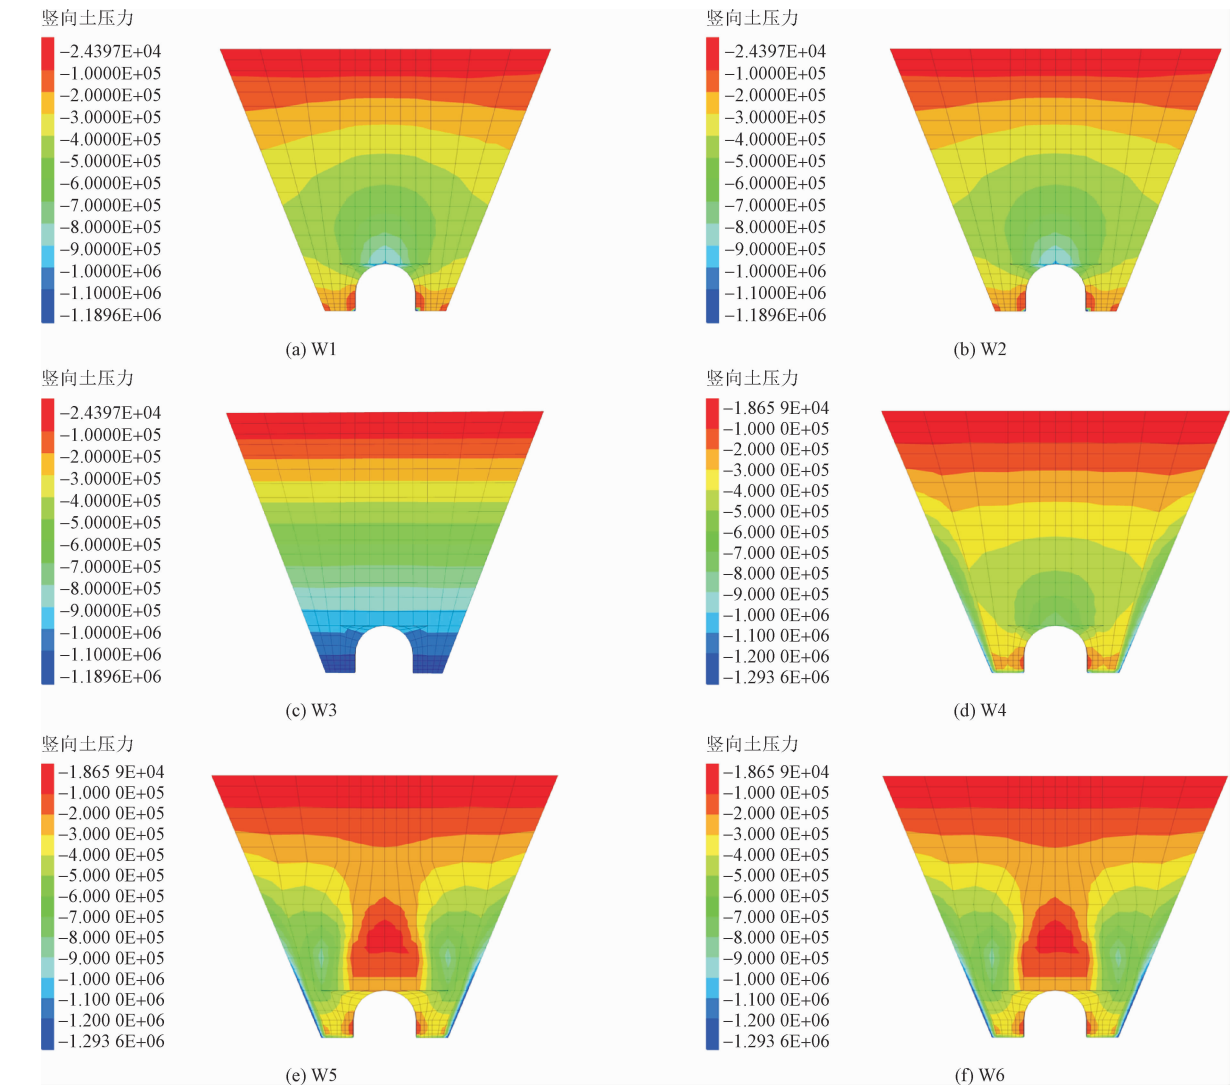 竖向土压力
−2.4397E+04
−1.0000E+05
−2.0000E+05
−3.0000E+05
−4.0000E+05
−5.0000E+05
−6.0000E+05
−7.0000E+05
−8.0000E+05
−9.0000E+05
−1.0000E+06
−1.1000E+06
−1.1896E+06
(a) W1
竖向土压力
−2.4397E+04
−1.0000E+05
−2.0000E+05
−3.0000E+05
−4.0000E+05
−5.0000E+05
−6.0000E+05
−7.0000E+05
−8.0000E+05
−9.0000E+05
−1.0000E+06
−1.1000E+06
−1.1896E+06
(b) W2
竖向土压力
−2.4397E+04
−1.0000E+05
−2.0000E+05
−3.0000E+05
−4.0000E+05
−5.0000E+05
−6.0000E+05
−7.0000E+05
−8.0000E+05
−9.0000E+05
−1.0000E+06
−1.1000E+06
−1.1896E+06
(c) W3
竖向土压力
−1.865 9E+04
−1.000 0E+05
−2.000 0E+05
−3.000 0E+05
−4.000 0E+05
−5.000 0E+05
−6.000 0E+05
−7.000 0E+05
−8.000 0E+05
−9.000 0E+05
−1.000 0E+06
−1.100 0E+06
−1.200 0E+06
−1.293 6E+06
(d) W4
竖向土压力
−1.865 9E+04
−1.000 0E+05
−2.000 0E+05
−3.000 0E+05
−4.000 0E+05
−5.000 0E+05
−6.000 0E+05
−7.000 0E+05
−8.000 0E+05
−9.000 0E+05
−1.000 0E+06
−1.100 0E+06
−1.200 0E+06
−1.293 6E+06
(e) W5
竖向土压力
−1.865 9E+04
−1.000 0E+05
−2.000 0E+05
−3.000 0E+05
−4.000 0E+05
−5.000 0E+05
−6.000 0E+05
−7.000 0E+05
−8.000 0E+05
−9.000 0E+05
−1.000 0E+06
−1.100 0E+06
−1.200 0E+06
−1.293 6E+06
(f) W6